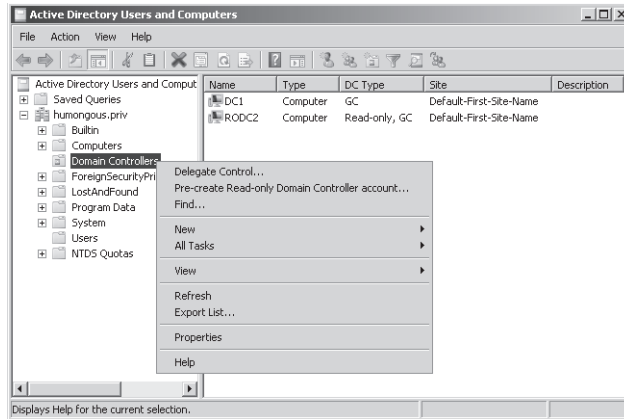 Active Directory Users and Computers
File Action View Help
Active Directory Users and Comput
Saved Queries
humongous.priv
Builtin
Computers
Domain Controllers
ForeignSecurityPri
LostAndFound
Program Data
System
Users
NTDS Quotas
Name Type DC Type Site Description
DC1 Computer GC Default-First-Site-Name
RODC2 Computer Read-only, GC Default-First-Site-Name
Delegate Control...
Pre-create Read-only Domain Controller account...
Find...
New
All Tasks
View
Refresh
Export List...
Properties
Help
Displays Help for the current selection.